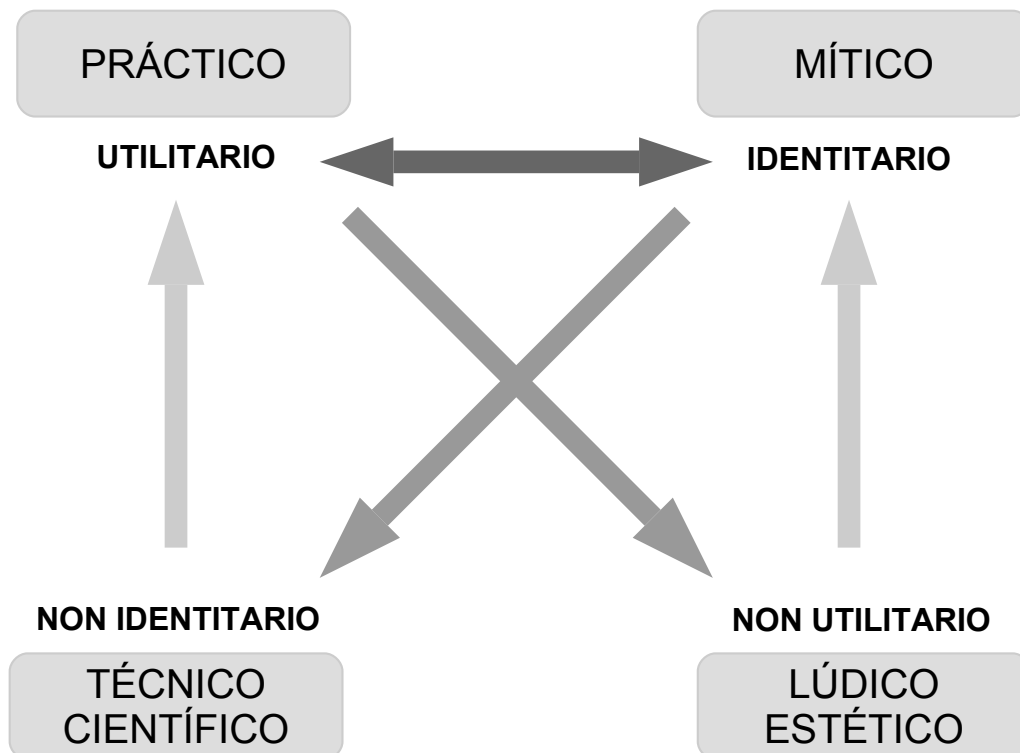 PRÁCTICO
MÍTICO
UTILITARIO
IDENTITARIO
NON IDENTITARIO
NON UTILITARIO
TÉCNICO
CIENTÍFICO
LÚDICO
ESTÉTICO